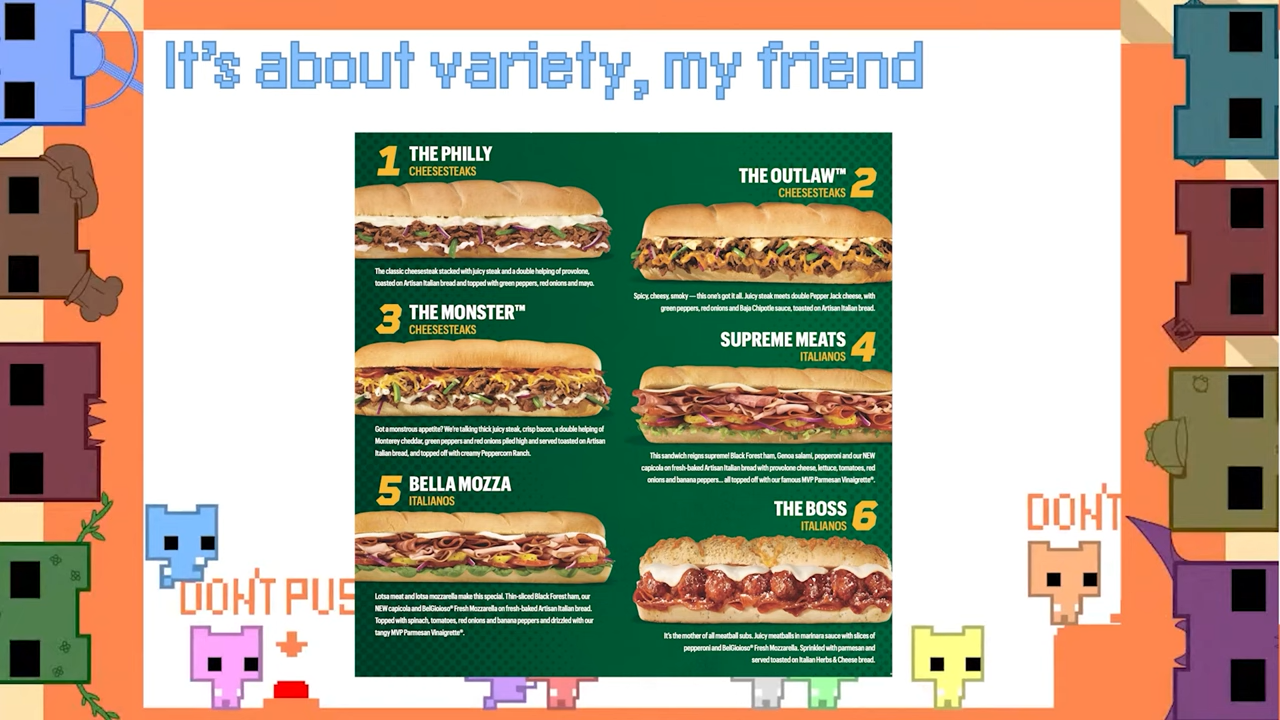 It's about variety, my friend
1 THE PHILLY
CHEESESTEAKS
The classic cheesesteak stacked with juicy steak and a double helping of provolone,
toasted on Artisan Italian bread and topped with green peppers, red onions and mayo.
THE OUTLAW™ 2
CHEESESTEAKS
Spicy, cheesy, smoky — this one's got it all. Juicy steak meets double Pepper Jack cheese, with
green peppers, red onions and Baja Chipotle sauce, toasted on Artisan Italian bread.
3 THE MONSTER™
CHEESESTEAKS
Got a monstrous appetite? We're talking thick juicy steak, crisp bacon, a double helping of
Monterey cheddar, green peppers and red onions piled high and served toasted on Artisan
Italian bread, and topped off with creamy Peppercorn Ranch.
SUPREME MEATS 4
ITALIANOS
This sandwich reigns supreme! Black Forest ham, Genoa salami, pepperoni and our NEW
capicola on fresh-baked Artisan Italian bread with provolone cheese, lettuce, tomatoes, red
onions and banana peppers... all topped off with our famous MVP Parmesan Vinaigrette®.
5 BELLA MOZZA
ITALIANOS
Lotsa meat and lotsa mozzarella make this special. Thin-sliced Black Forest ham, our
NEW capicola and BelGioioso® Fresh Mozzarella on fresh-baked Artisan Italian bread.
Topped with spinach, tomatoes, red onions and banana peppers and drizzled with our
tangy MVP Parmesan Vinaigrette®.
THE BOSS 6
ITALIANOS
It's the mother of all meatball subs. Juicy meatballs in marinara sauce with slices of
pepperoni and BelGioioso® Fresh Mozzarella. Sprinkled with parmesan and
served toasted on Italian Herbs & Cheese bread.
DON'T PUS
DON'T